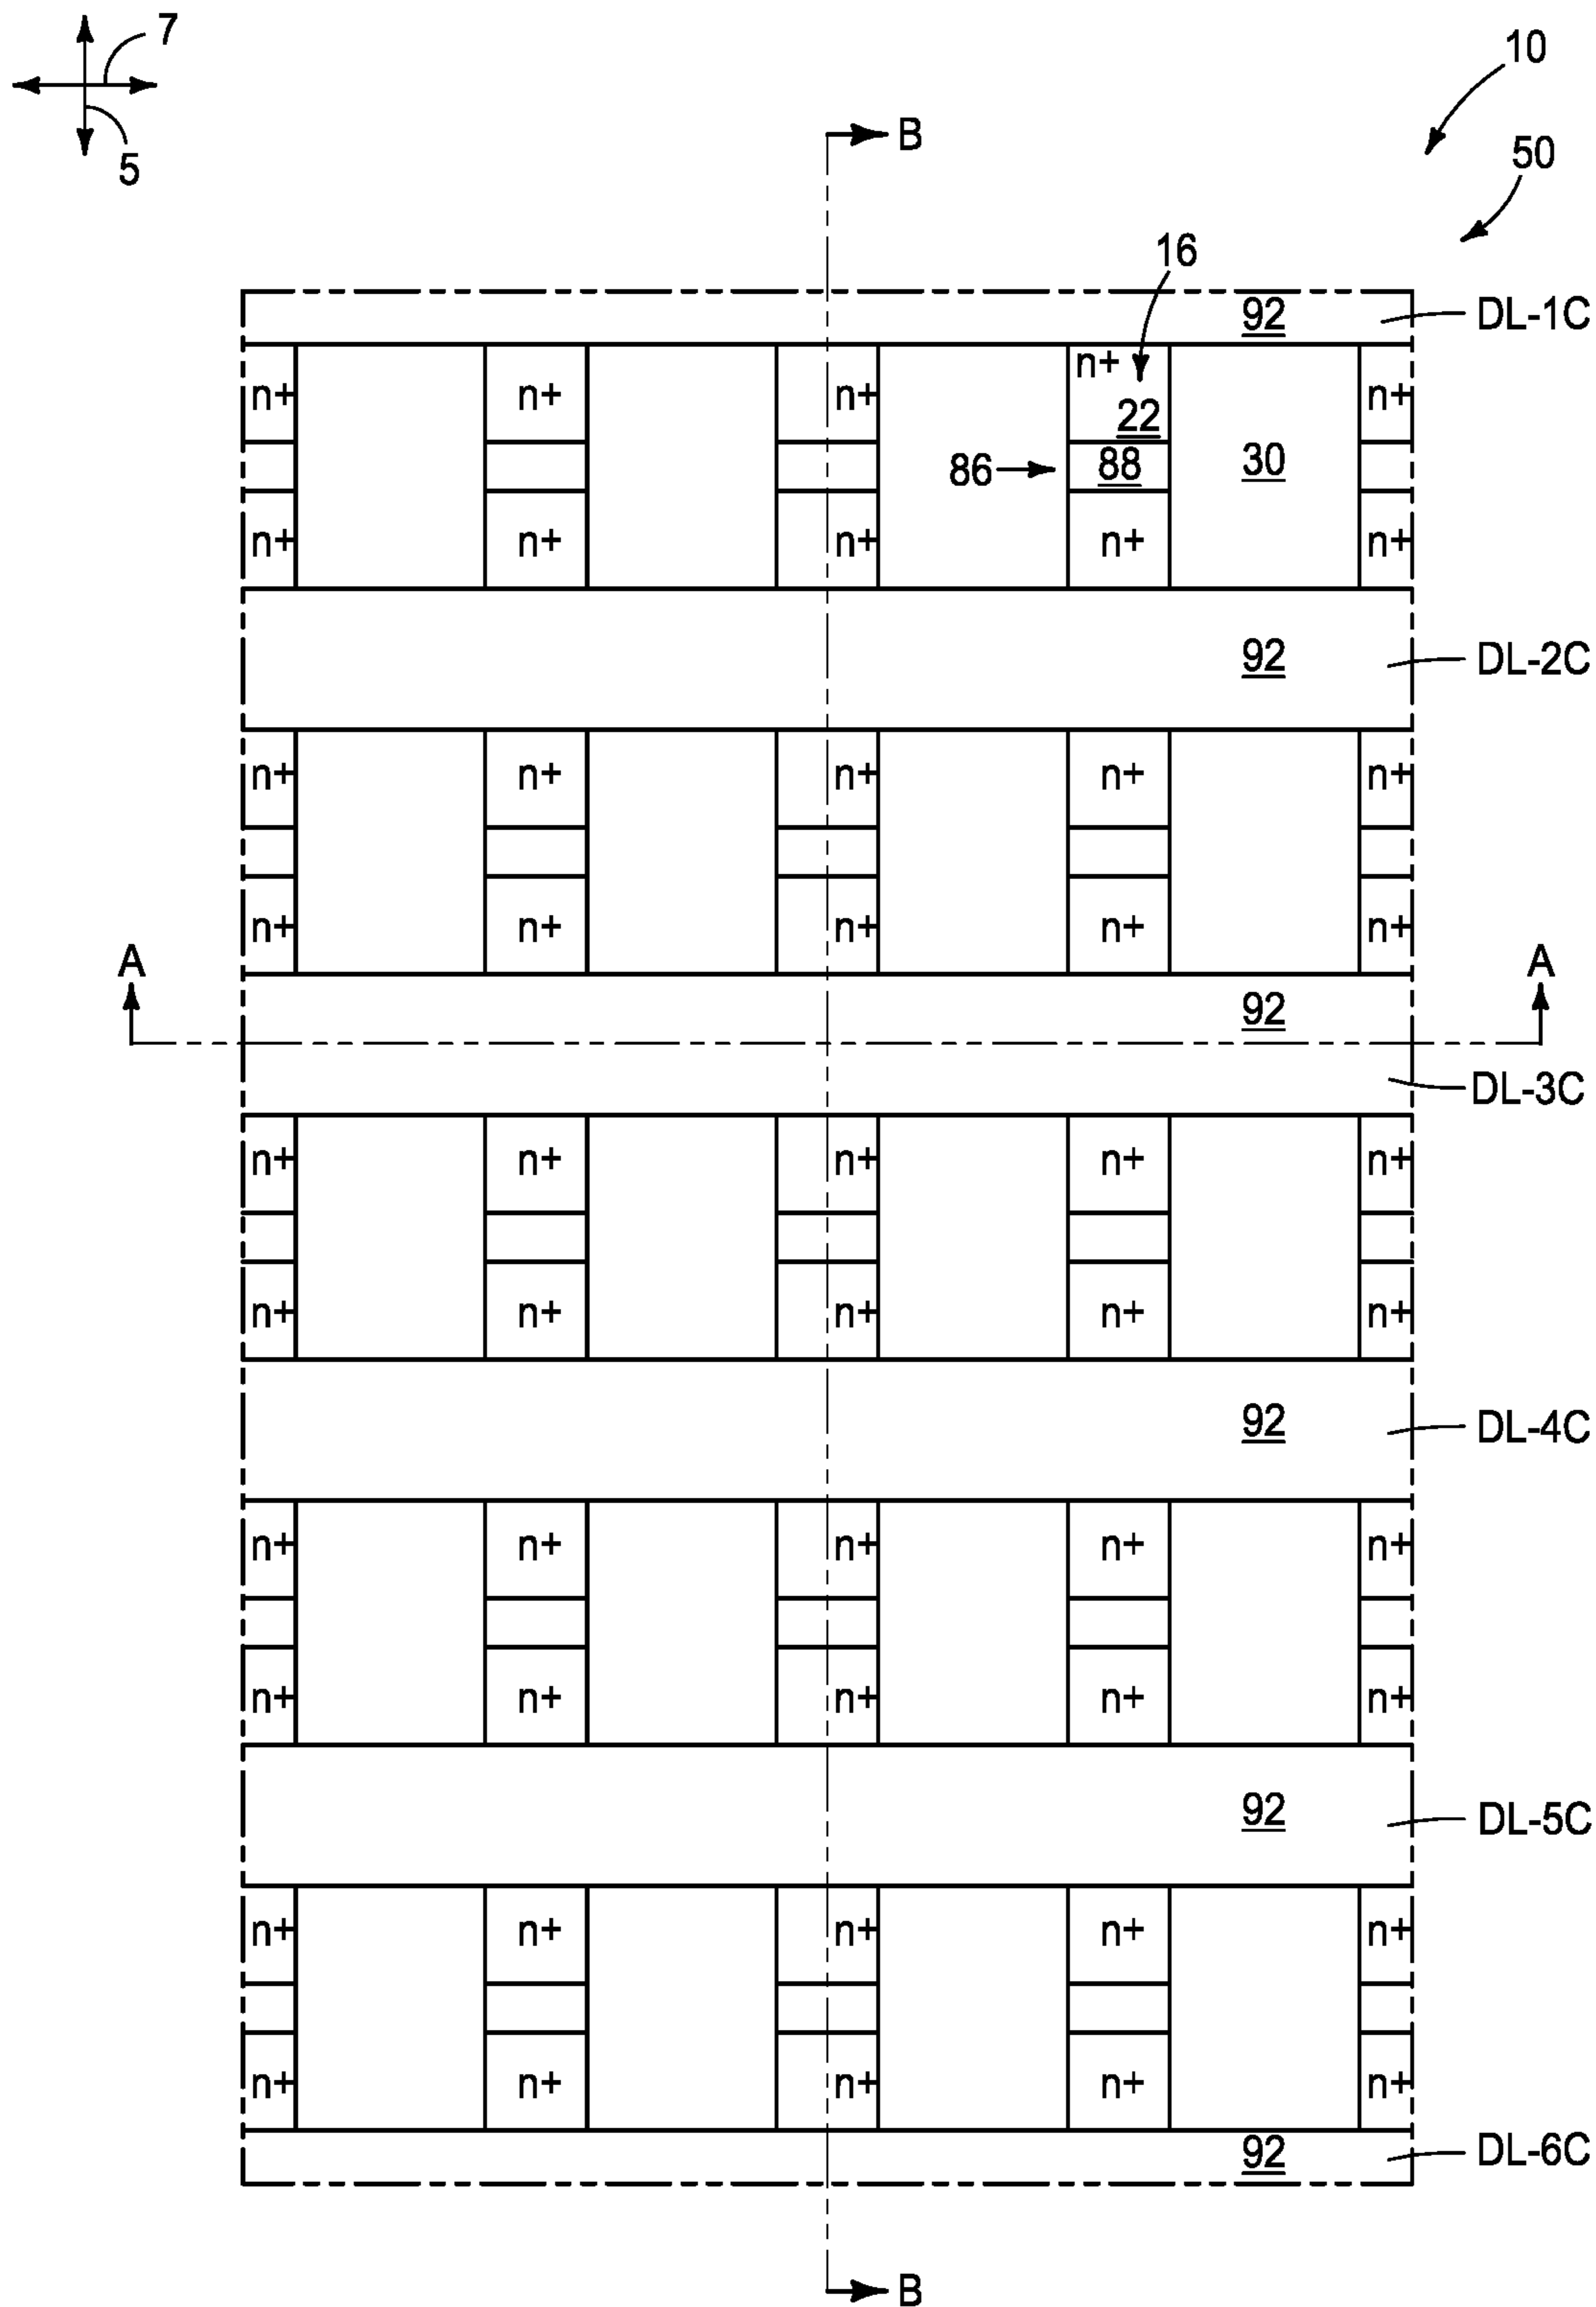 7
10
5
B
50
16
92 DL-1C
n+ n+ n+ n+ n+
22
86 88 30
n+ n+ n+ n+ n+
92 DL-2C
n+ n+ n+ n+ n+
n+ n+ n+ n+ n+
A A
92
DL-3C
n+ n+ n+ n+ n+
n+ n+ n+ n+ n+
92 DL-4C
n+ n+ n+ n+ n+
n+ n+ n+ n+ n+
92 DL-5C
n+ n+ n+ n+ n+
n+ n+ n+ n+ n+
92 DL-6C
B